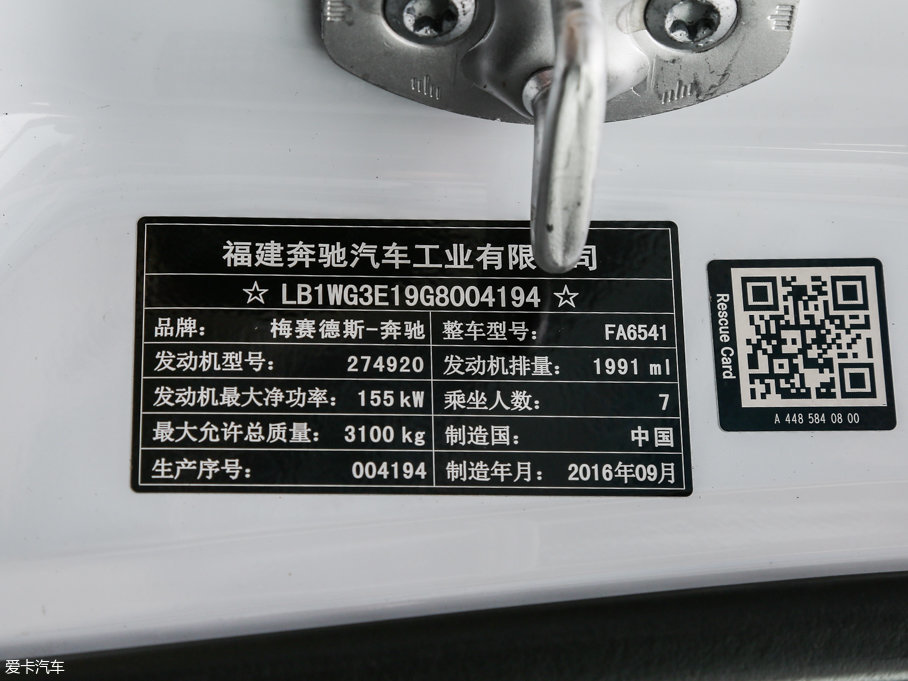 福建奔驰汽车工业有限公司
☆ LB1WG3E19G8004194 ☆
品牌： 梅赛德斯-奔驰 整车型号： FA6541
发动机型号： 274920 发动机排量： 1991 ml
发动机最大净功率： 155 kW 乘坐人数： 7
最大允许总质量： 3100 kg 制造国： 中国
生产序号： 004194 制造年月： 2016年09月
Rescue Card
A 448 584 08 00
爱卡汽车